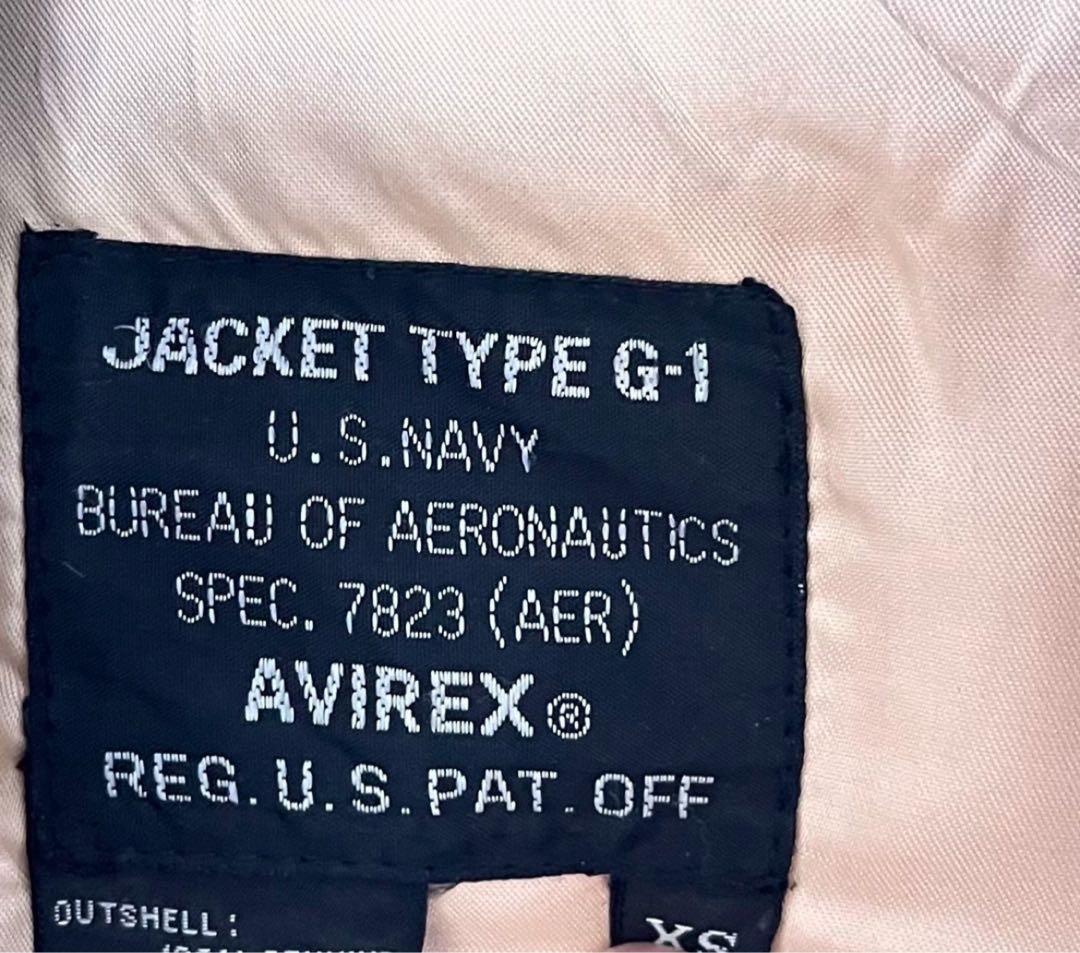 JACKET TYPE G-1
U.S.NAVY
BUREAU OF AERONAUTICS
SPEC. 7823 (AER)
AVIREX®
REG.U.S.PAT.OFF
OUTSHELL:
XS